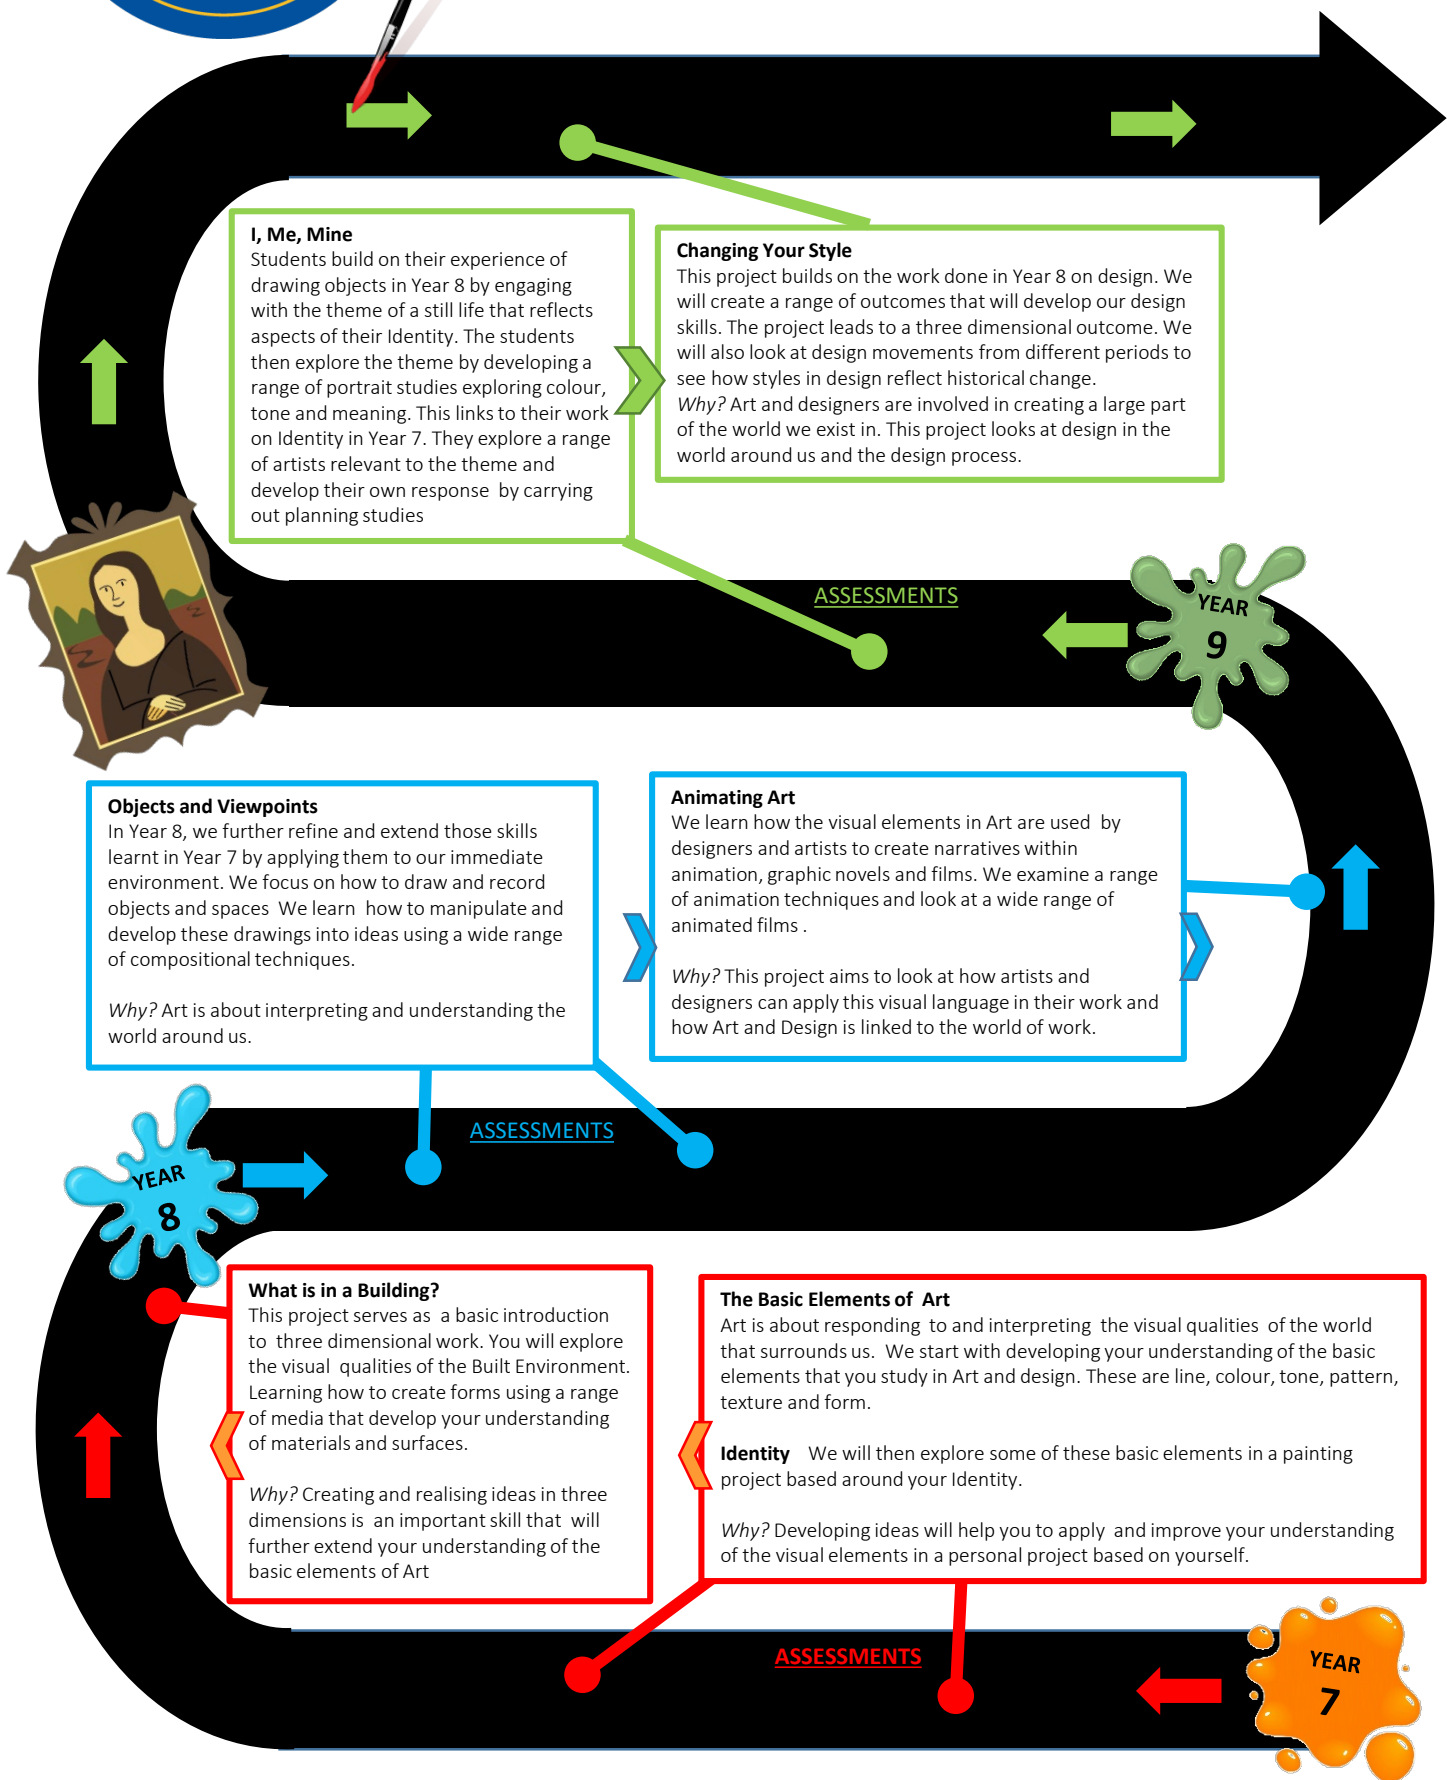 I, Me, Mine
Students build on their experience of
drawing objects in Year 8 by engaging
with the theme of a still life that reflects
aspects of their Identity. The students
then explore the theme by developing a
range of portrait studies exploring colour,
tone and meaning. This links to their work
on Identity in Year 7. They explore a range
of artists relevant to the theme and
develop their own response by carrying
out planning studies
Changing Your Style
This project builds on the work done in Year 8 on design. We
will create a range of outcomes that will develop our design
skills. The project leads to a three dimensional outcome. We
will also look at design movements from different periods to
see how styles in design reflect historical change.
Why? Art and designers are involved in creating a large part
of the world we exist in. This project looks at design in the
world around us and the design process.
ASSESSMENTS
YEAR
9
Objects and Viewpoints
In Year 8, we further refine and extend those skills
learnt in Year 7 by applying them to our immediate
environment. We focus on how to draw and record
objects and spaces We learn how to manipulate and
develop these drawings into ideas using a wide range
of compositional techniques.
Why? Art is about interpreting and understanding the
world around us.
Animating Art
We learn how the visual elements in Art are used by
designers and artists to create narratives within
animation, graphic novels and films. We examine a range
of animation techniques and look at a wide range of
animated films .
Why? This project aims to look at how artists and
designers can apply this visual language in their work and
how Art and Design is linked to the world of work.
YEAR
8
ASSESSMENTS
What is in a Building?
This project serves as a basic introduction
to three dimensional work. You will explore
the visual qualities of the Built Environment.
Learning how to create forms using a range
of media that develop your understanding
of materials and surfaces.
Why? Creating and realising ideas in three
dimensions is an important skill that will
further extend your understanding of the
basic elements of Art
The Basic Elements of Art
Art is about responding to and interpreting the visual qualities of the world
that surrounds us. We start with developing your understanding of the basic
elements that you study in Art and design. These are line, colour, tone, pattern,
texture and form.
Identity We will then explore some of these basic elements in a painting
project based around your Identity.
Why? Developing ideas will help you to apply and improve your understanding
of the visual elements in a personal project based on yourself.
ASSESSMENTS
YEAR
7